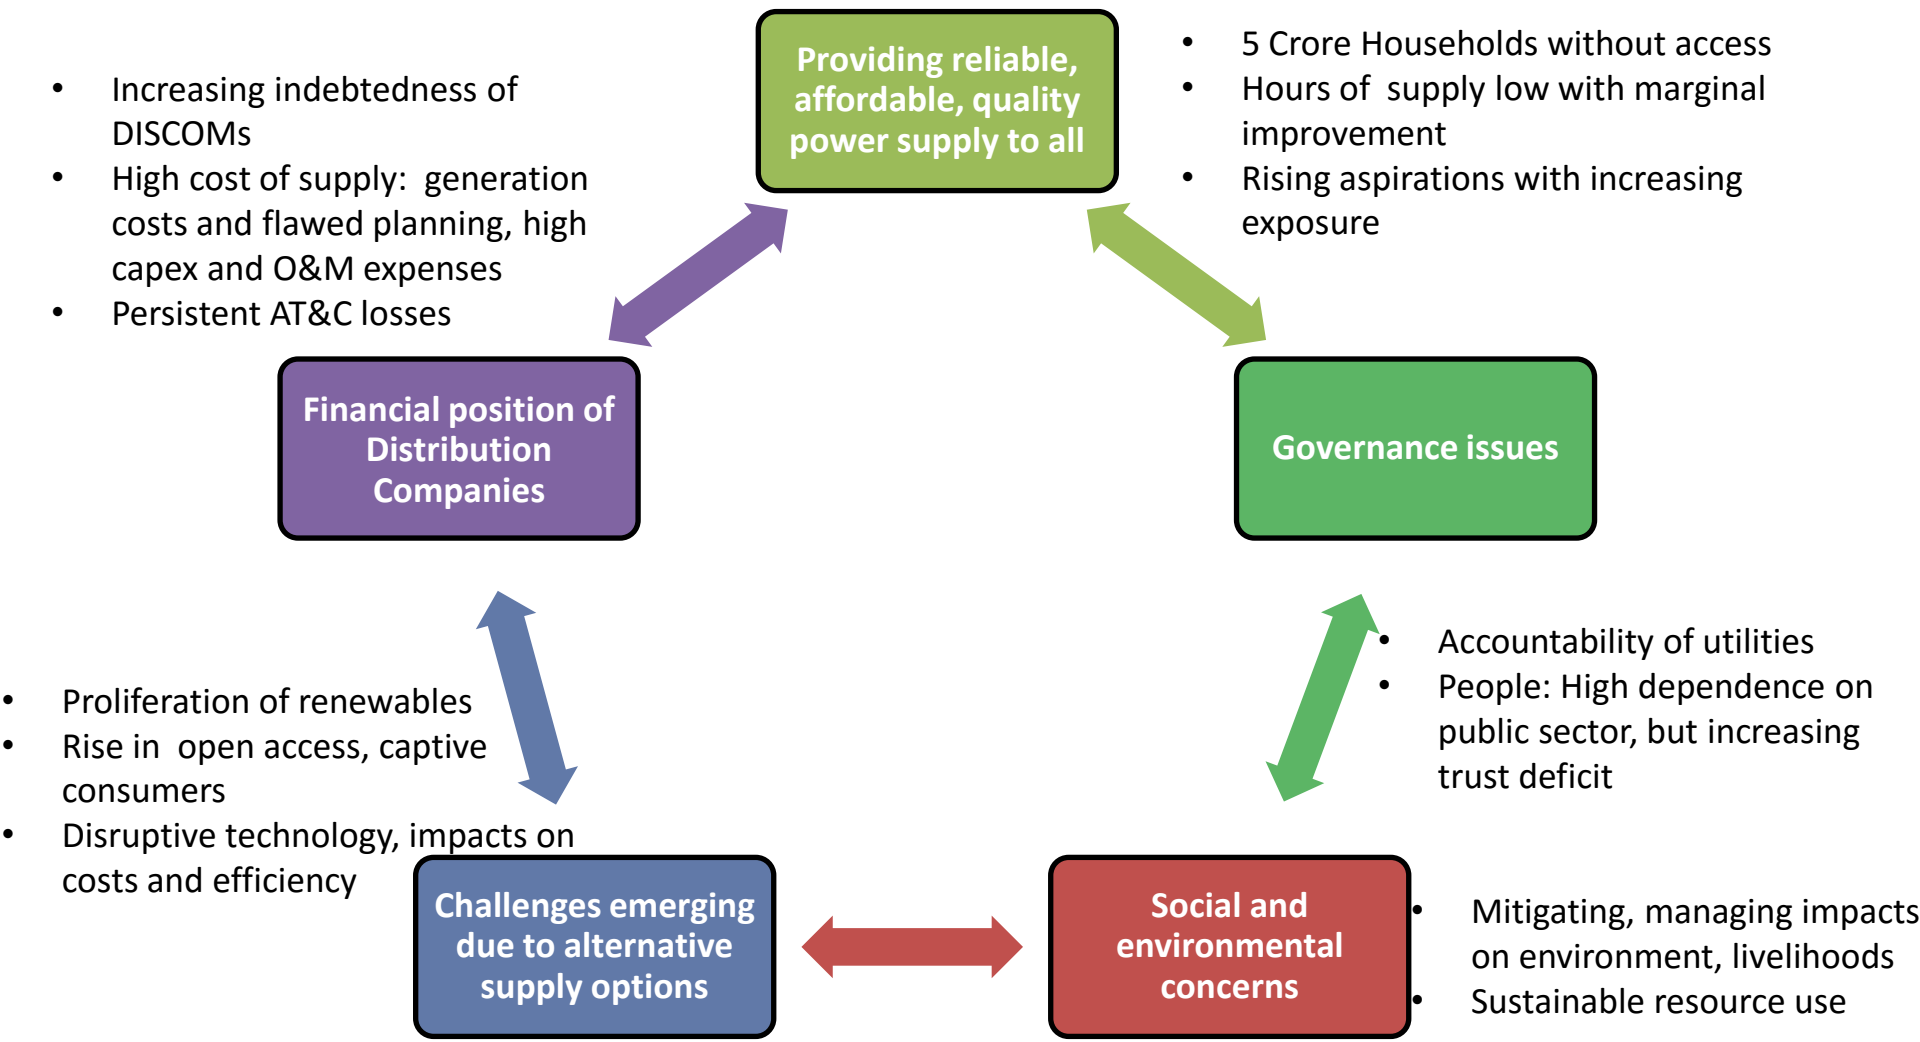 Providing reliable,
affordable, quality
power supply to all
• 5 Crore Households without access
• Hours of supply low with marginal
improvement
• Rising aspirations with increasing
exposure
• Increasing indebtedness of
DISCOMs
• High cost of supply: generation
costs and flawed planning, high
capex and O&M expenses
• Persistent AT&C losses
Financial position of
Distribution
Companies
Governance issues
• Accountability of utilities
• People: High dependence on
public sector, but increasing
trust deficit
• Proliferation of renewables
• Rise in open access, captive
consumers
• Disruptive technology, impacts on
costs and efficiency
Challenges emerging
due to alternative
supply options
Social and
environmental
concerns
• Mitigating, managing impacts
on environment, livelihoods
• Sustainable resource use